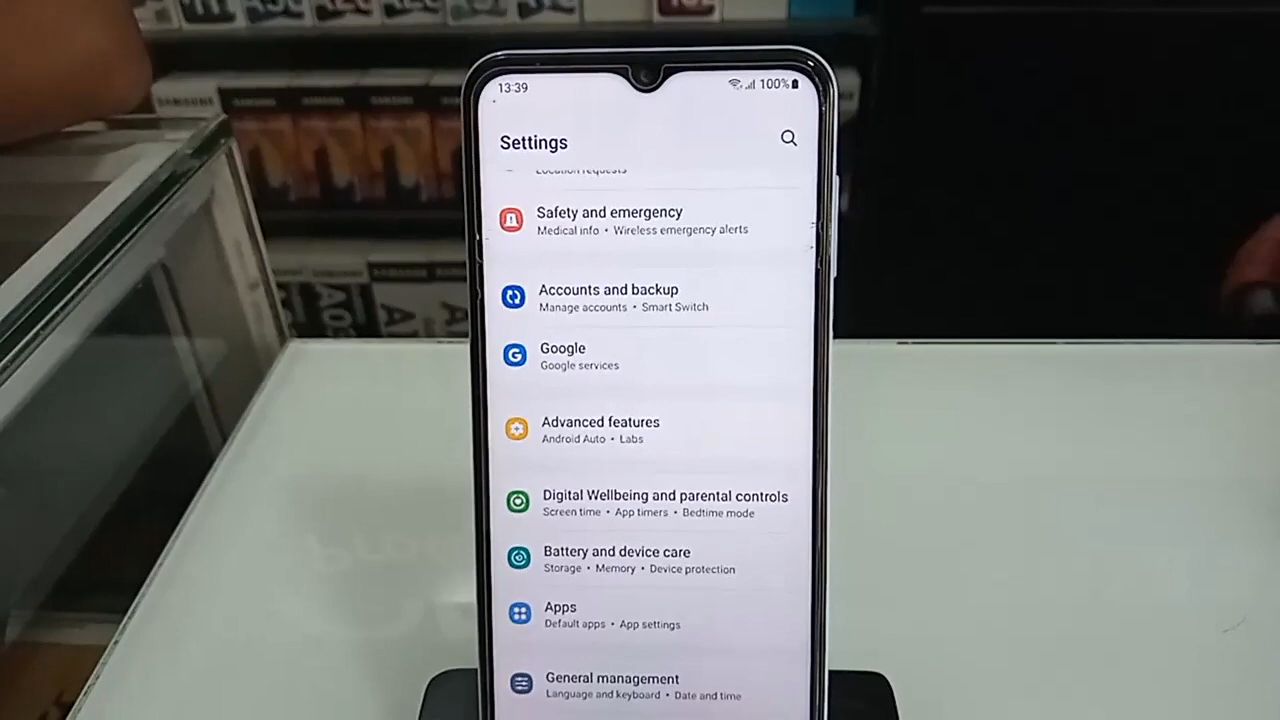 SAMSUNG
13:39
100%
Settings
Location requests
Safety and emergency
Medical info • Wireless emergency alerts
Accounts and backup
Manage accounts • Smart Switch
Google
Google services
Advanced features
Android Auto • Labs
Digital Wellbeing and parental controls
Screen time • App timers • Bedtime mode
Battery and device care
Storage • Memory • Device protection
Apps
Default apps • App settings
General management
Language and keyboard • Date and time